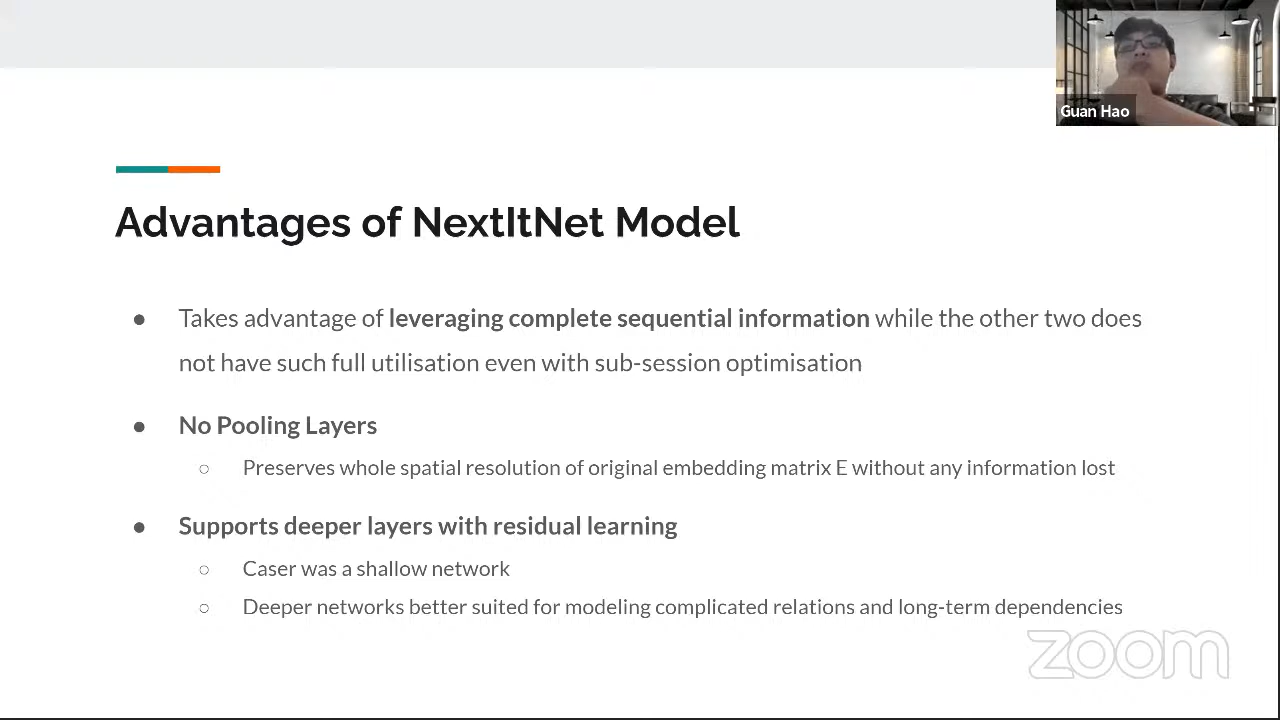 Guan Hao
Advantages of NextItNet Model
● Takes advantage of leveraging complete sequential information while the other two does
not have such full utilisation even with sub-session optimisation
● No Pooling Layers
○ Preserves whole spatial resolution of original embedding matrix E without any information lost
● Supports deeper layers with residual learning
○ Caser was a shallow network
○ Deeper networks better suited for modeling complicated relations and long-term dependencies
zoom